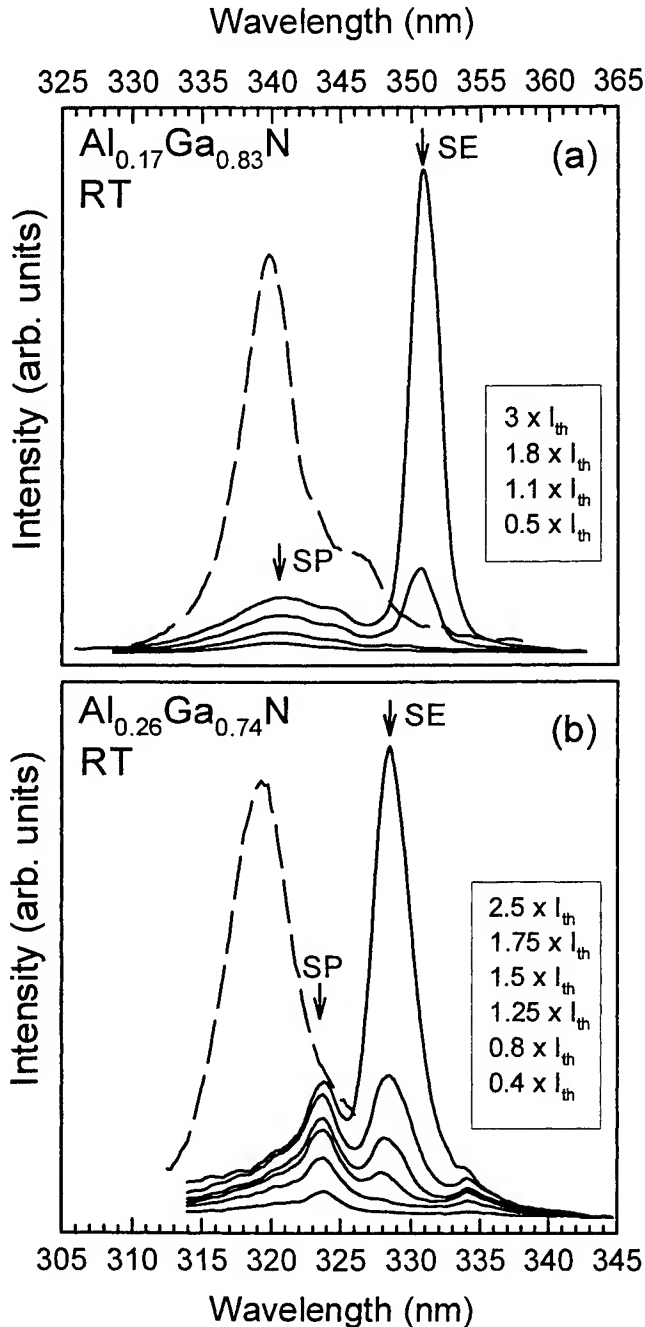 Wavelength (nm)
325 330 335 340 345 350 355 360 365
Al0.17Ga0.83N
RT
SE
(a)
SP
Intensity (arb. units)
3 x Ith
1.8 x Ith
1.1 x Ith
0.5 x Ith
Al0.26Ga0.74N
RT
SE
(b)
SP
Intensity (arb. units)
2.5 x Ith
1.75 x Ith
1.5 x Ith
1.25 x Ith
0.8 x Ith
0.4 x Ith
305 310 315 320 325 330 335 340 345
Wavelength (nm)